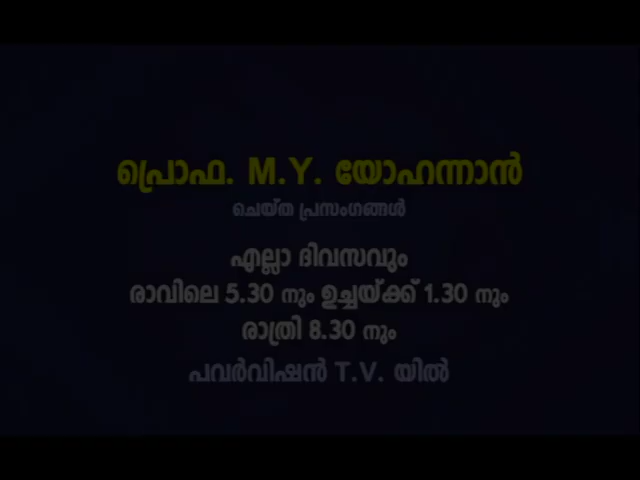 പ്രൊഫ. M.Y. യോഹന്നാൻ
ചെയ്ത പ്രസംഗങ്ങൾ
എല്ലാ ദിവസവും
രാവിലെ 5.30 നും ഉച്ചയ്ക്ക് 1.30 നും
രാത്രി 8.30 നും
പവർവിഷൻ T.V. യിൽ